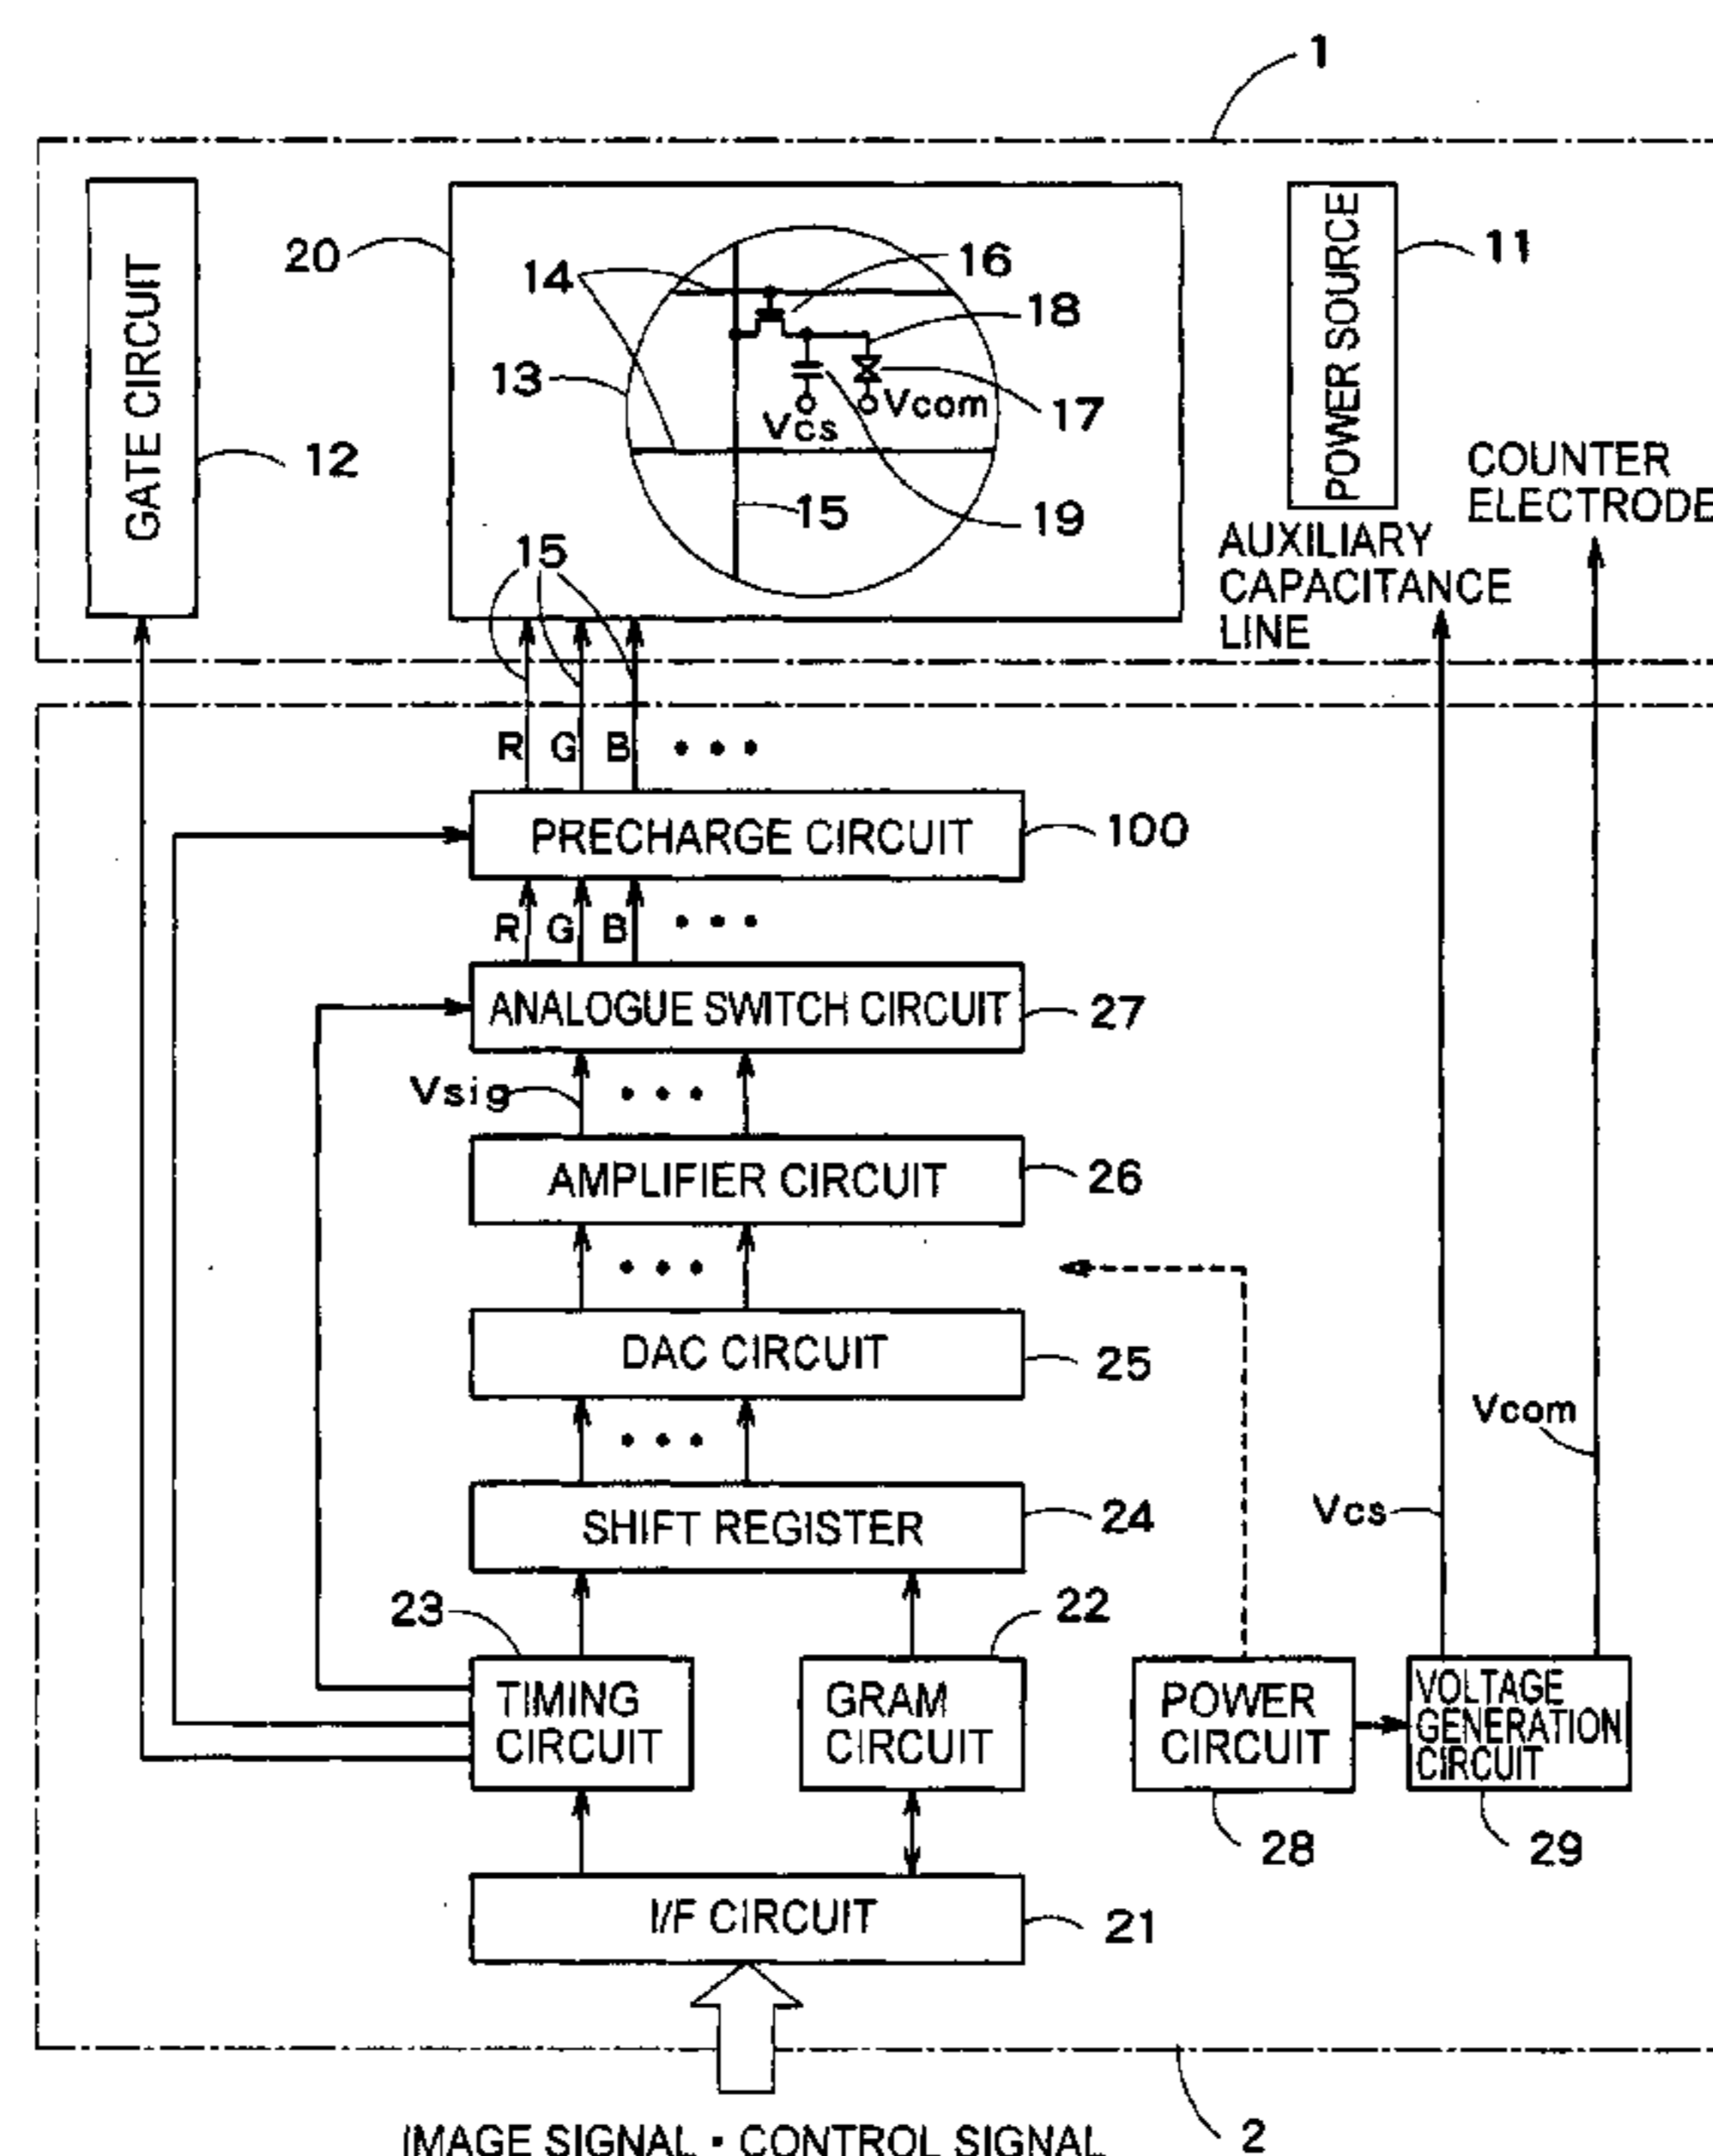 1
GATE CIRCUIT
12
20
13
14
16
18
17
Vcs
Vcom
15
19
POWER SOURCE
11
COUNTER
ELECTRODE
AUXILIARY
CAPACITANCE
LINE
15
R G B • • •
PRECHARGE CIRCUIT
100
R G B • • •
ANALOGUE SWITCH CIRCUIT
27
Vsig
• • •
AMPLIFIER CIRCUIT
26
• • •
DAC CIRCUIT
25
• • •
Vcom
Vcs
SHIFT REGISTER
24
23
22
TIMING
CIRCUIT
GRAM
CIRCUIT
POWER
CIRCUIT
VOLTAGE
GENERATION
CIRCUIT
28
29
I/F CIRCUIT
21
IMAGE SIGNAL • CONTROL SIGNAL
2